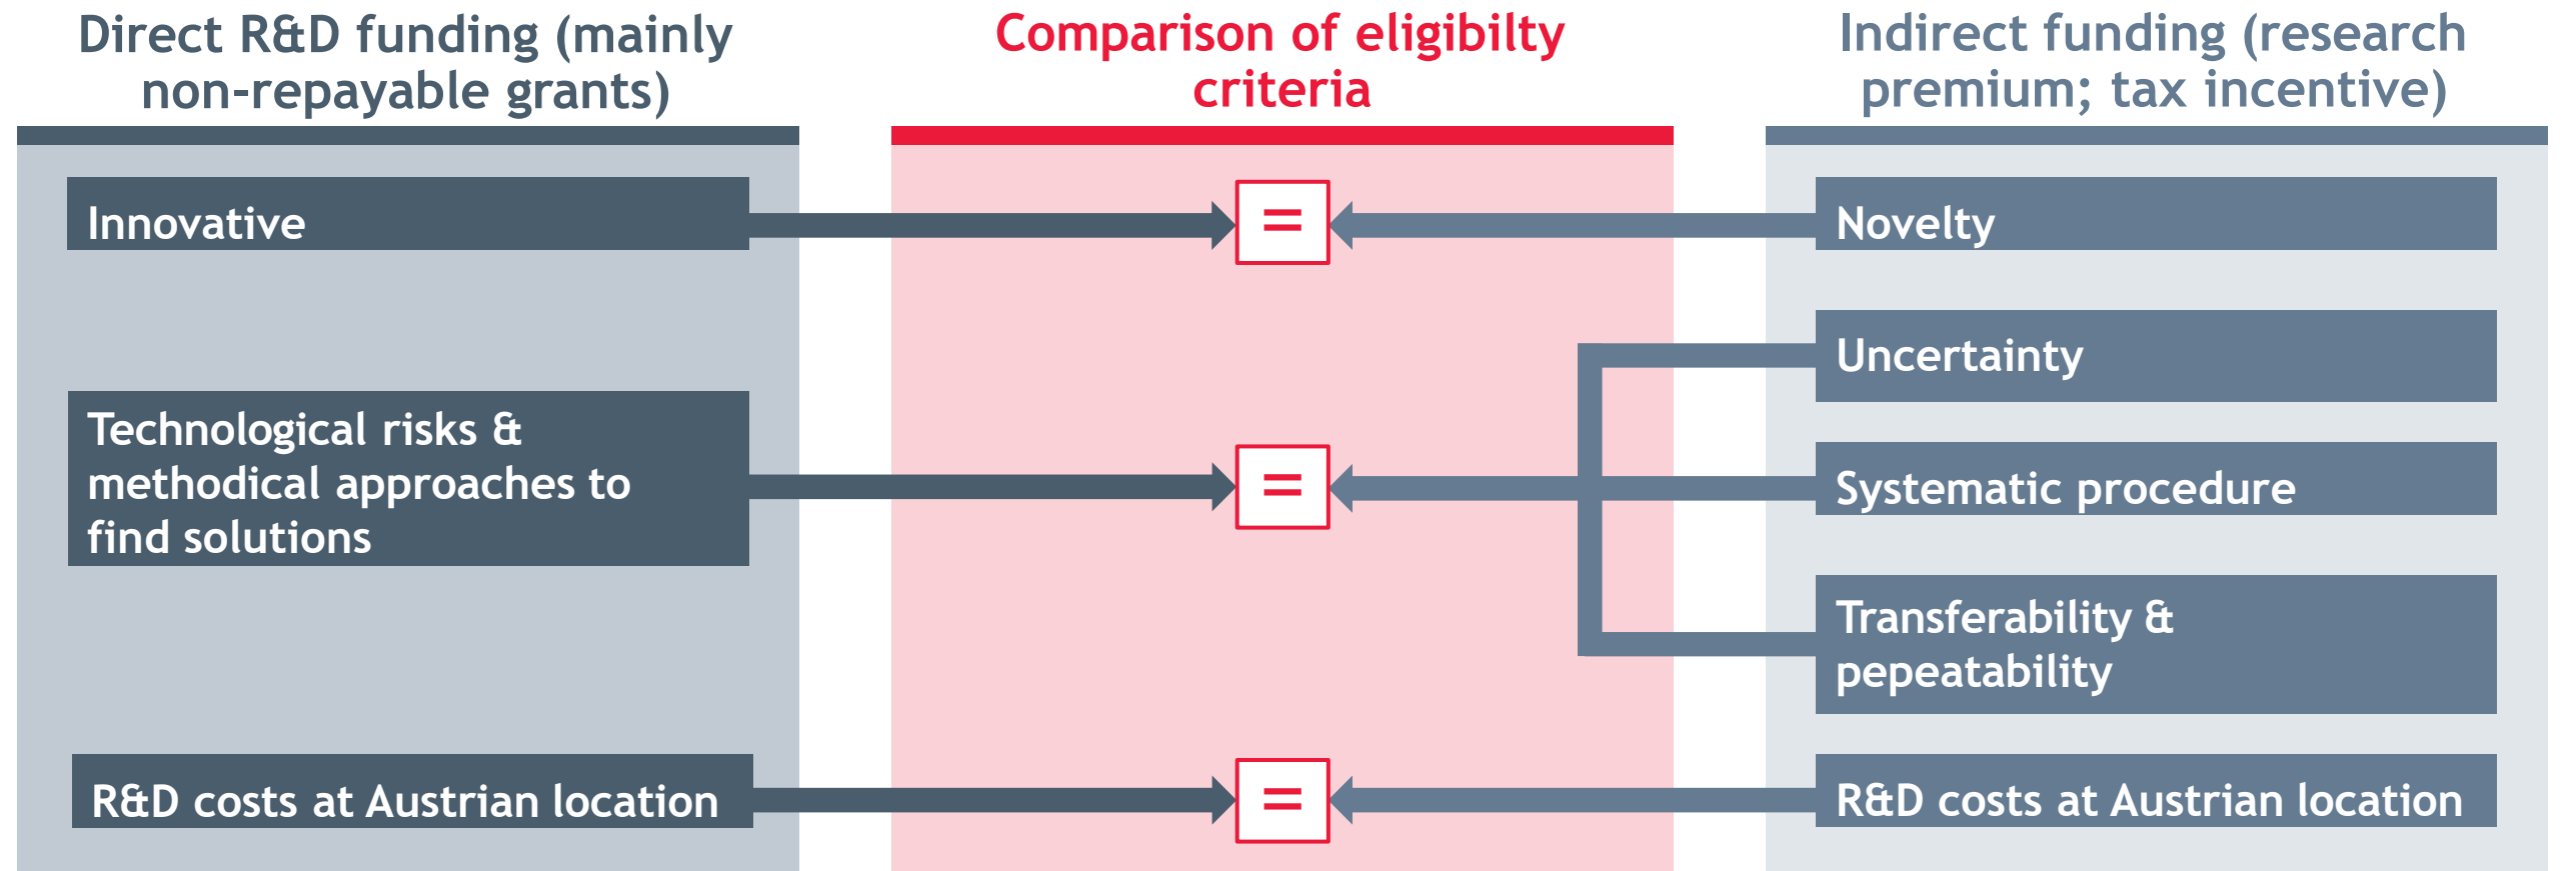 Direct R&D funding (mainly
non-repayable grants)
Comparison of eligibilty
criteria
Indirect funding (research
premium; tax incentive)
Innovative
=
Novelty
Uncertainty
Technological risks &
methodical approaches to
find solutions
=
Systematic procedure
Transferability &
pepeatability
R&D costs at Austrian location
=
R&D costs at Austrian location